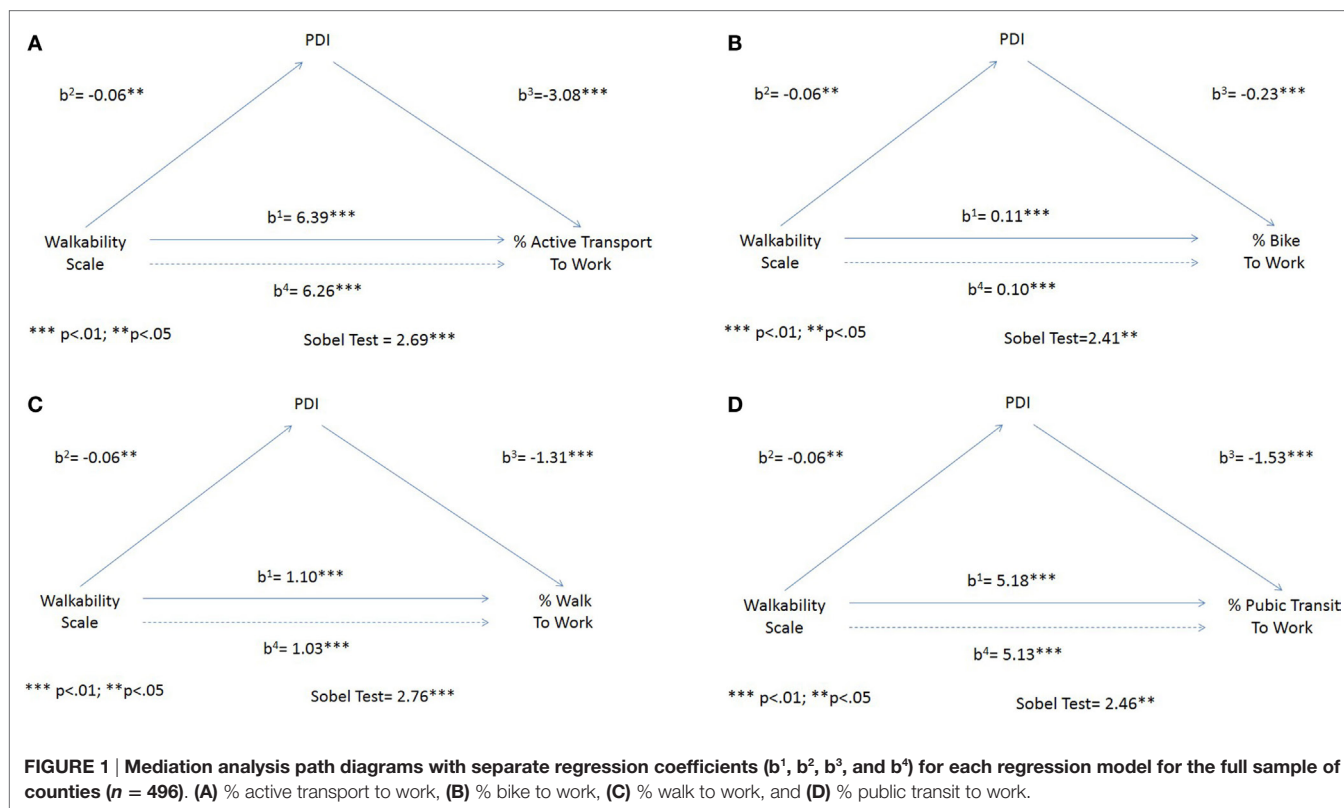 A
PDI
b²= -0.06**
b³=-3.08***
b¹= 6.39***
Walkability
Scale
% Active Transport
To Work
b⁴= 6.26***
*** p<.01; **p<.05
Sobel Test = 2.69***
B
PDI
b²= -0.06**
b³= -0.23***
b¹= 0.11***
Walkability
Scale
% Bike
To Work
b⁴= 0.10***
*** p<.01; **p<.05
Sobel Test=2.41**
C
PDI
b²= -0.06**
b³= -1.31***
b¹= 1.10***
Walkability
Scale
% Walk
To Work
b⁴= 1.03***
*** p<.01; **p<.05
Sobel Test= 2.76***
D
PDI
b²= -0.06**
b³= -1.53***
b¹= 5.18***
Walkability
Scale
% Pubic Transit
To Work
b⁴= 5.13***
*** p<.01; **p<.05
Sobel Test= 2.46**
FIGURE 1 | Mediation analysis path diagrams with separate regression coefficients (b¹, b², b³, and b⁴) for each regression model for the full sample of
counties (n = 496). (A) % active transport to work, (B) % bike to work, (C) % walk to work, and (D) % public transit to work.